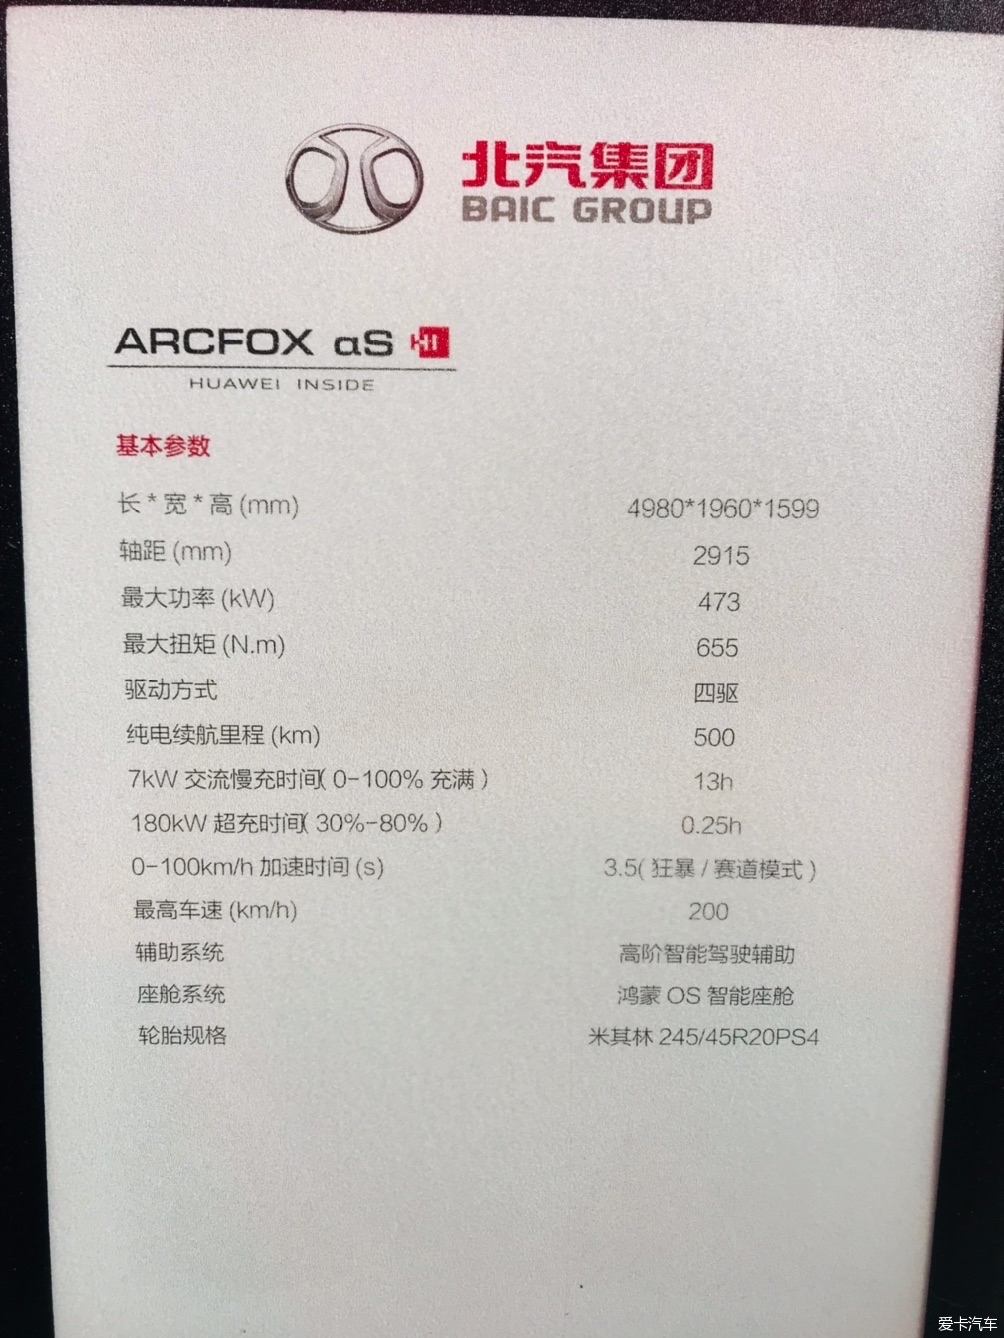 北汽集团
BAIC GROUP
ARCFOX αS HI
HUAWEI INSIDE
基本参数
长*宽*高(mm) 4980*1960*1599
轴距(mm) 2915
最大功率(kW) 473
最大扭矩(N.m) 655
驱动方式 四驱
纯电续航里程(km) 500
7kW 交流慢充时间(0-100% 充满) 13h
180kW 超充时间(30%-80%) 0.25h
0-100km/h 加速时间(s) 3.5(狂暴/赛道模式)
最高车速(km/h) 200
辅助系统 高阶智能驾驶辅助
座舱系统 鸿蒙 OS 智能座舱
轮胎规格 米其林 245/45R20PS4
爱卡汽车